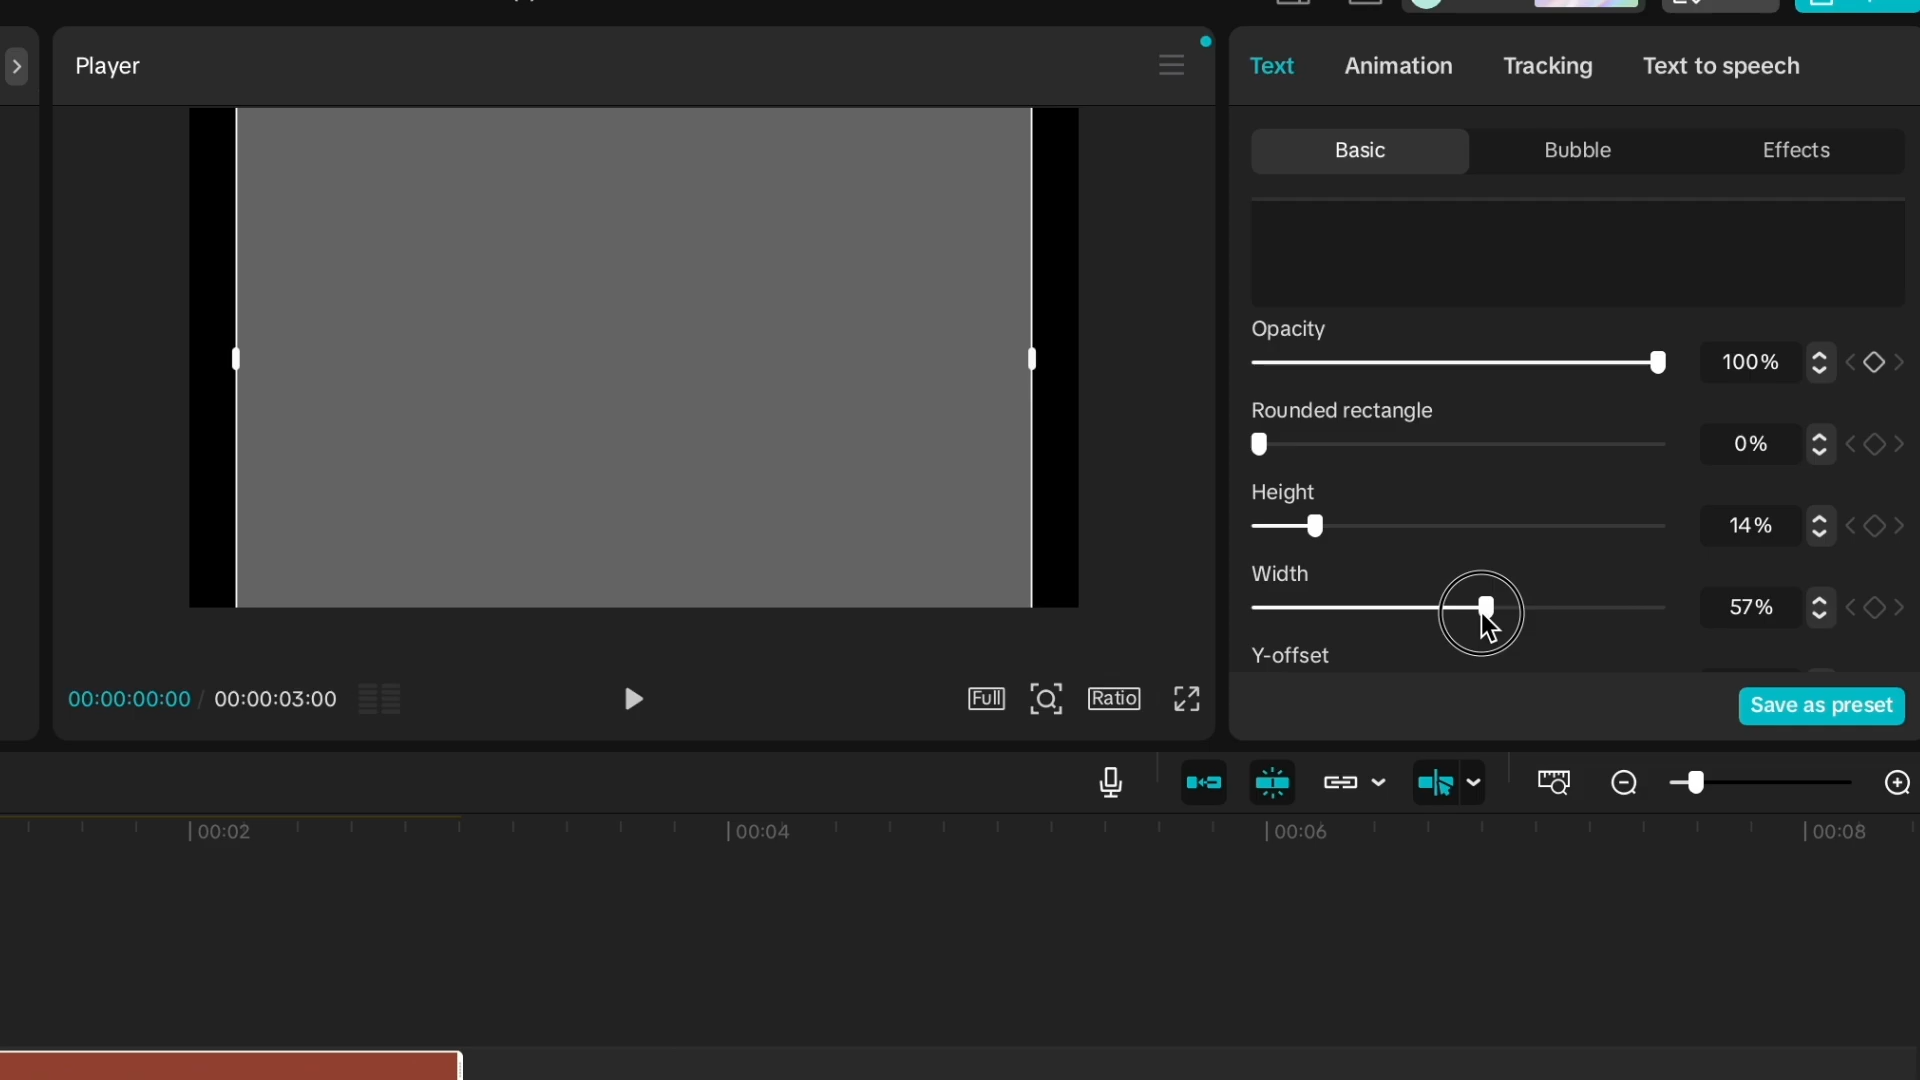 Player
Text Animation Tracking Text to speech
Basic Bubble Effects
Opacity
100%
Rounded rectangle
0%
Height
14%
Width
57%
Y-offset
00:00:00:00 / 00:00:03:00 Full Ratio
Save as preset
00:02 00:04 00:06 00:08